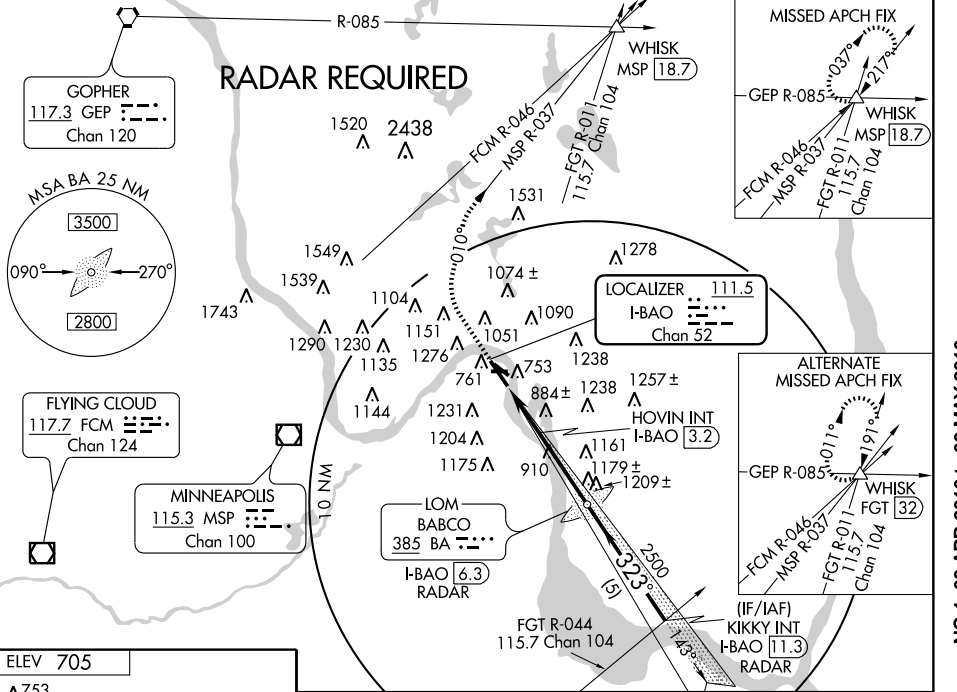 R-085
RADAR REQUIRED
GOPHER
117.3 GEP
Chan 120
WHISK
MSP 18.7
MISSED APCH FIX
037°
217°
GEP R-085
WHISK
MSP 18.7
FCM R-046
MSP R-037
FGT R-011
115.7
Chan 104
1520
2438
FCM R-046
MSP R-037
FGT R-011
115.7
Chan 104
MSA BA 25 NM
3500
090°
270°
2800
1531
010°
1549
1539
1743
1278
1074 ±
1104
1151
1051
1090
LOCALIZER 111.5
I-BAO
Chan 52
1290
1230
1135
1276
1238
761
753
1144
884 ±
1238
1257 ±
1231
1204
1175
910
HOVIN INT
I-BAO 3.2
1161
1179 ±
1209 ±
ALTERNATE
MISSED APCH FIX
011°
191°
GEP R-085
WHISK
FGT 32
FCM R-046
MSP R-037
FGT R-011
115.7
Chan 104
FLYING CLOUD
117.7 FCM
Chan 124
MINNEAPOLIS
115.3 MSP
Chan 100
10 NM
LOM
BABCO
385 BA
I-BAO 6.3
RADAR
323°
2500
(5)
143°
FGT R-044
115.7 Chan 104
(IF/IAF)
KIKKY INT
I-BAO 11.3
RADAR
ELEV 705
753